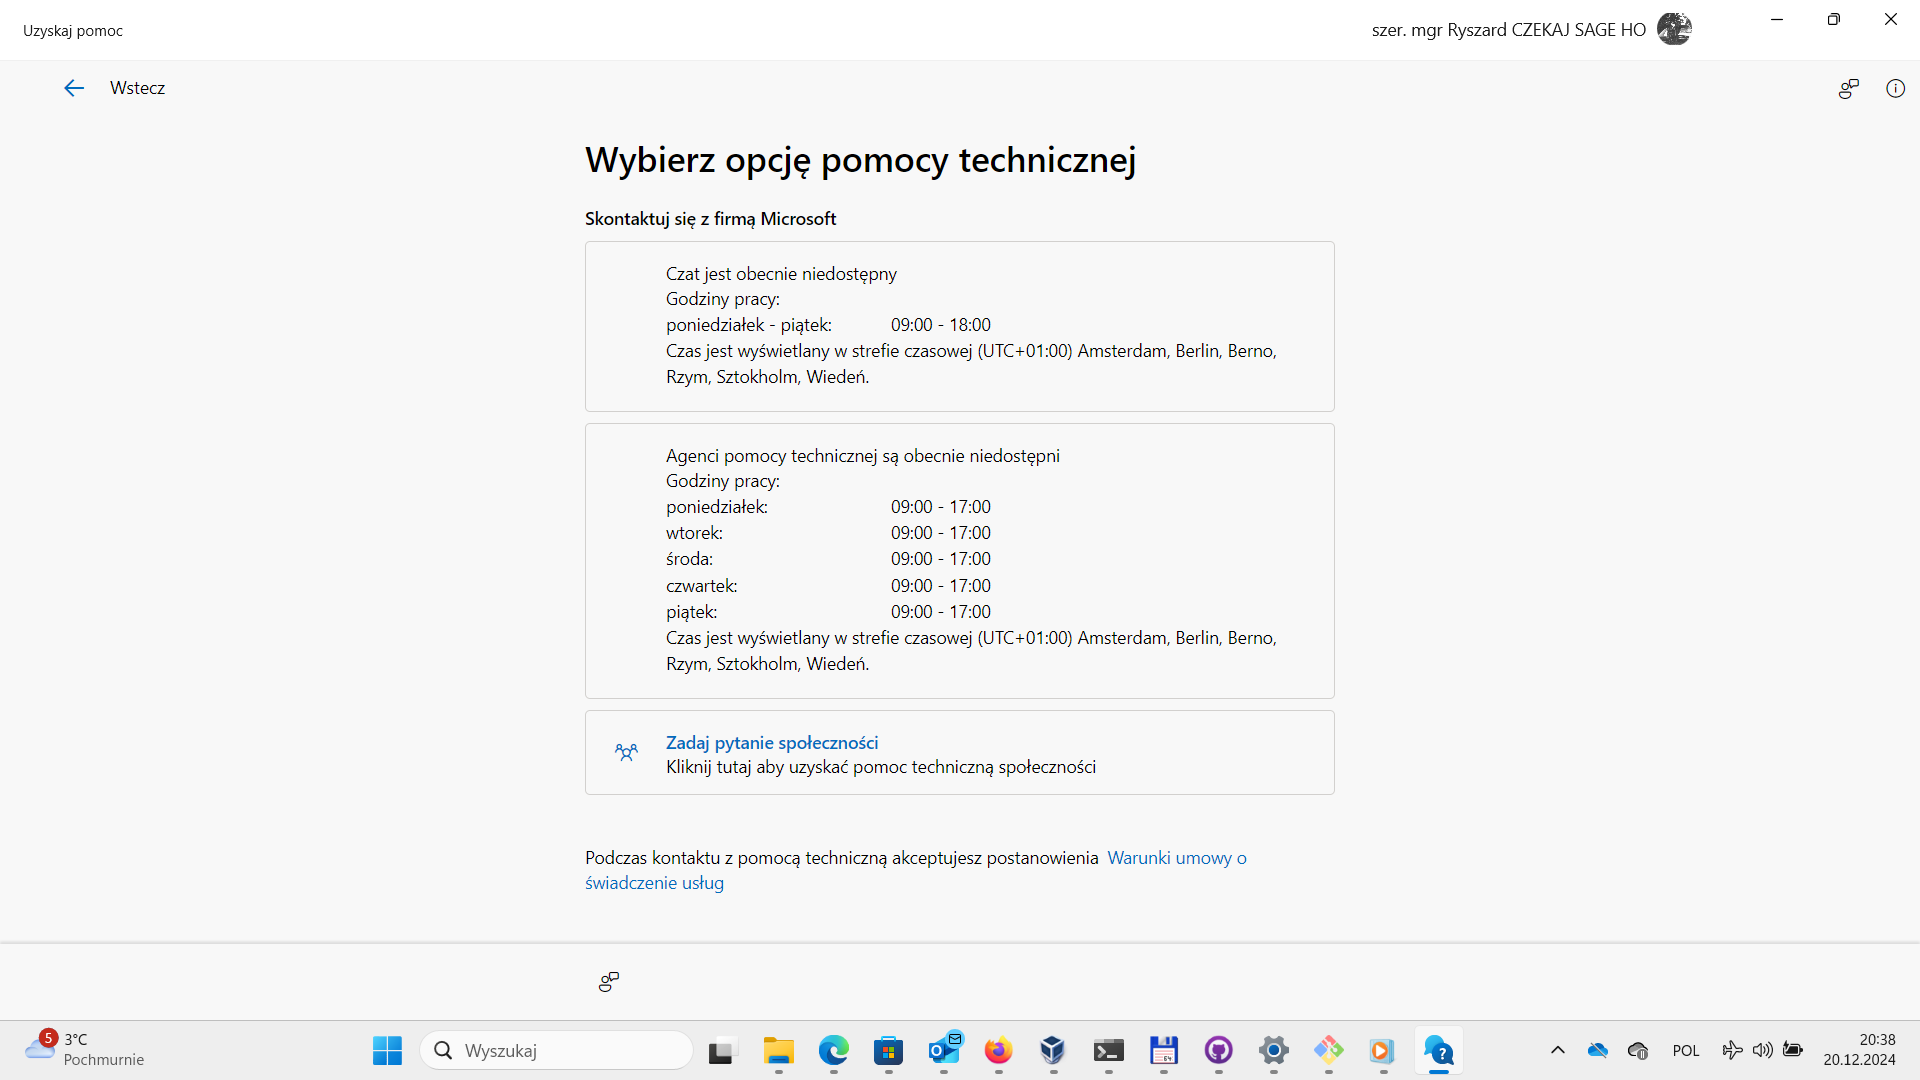 Uzyskaj pomoc
szer. mgr Ryszard CZEKAJ SAGE HO
Wstecz
Wybierz opcję pomocy technicznej
Skontaktuj się z firmą Microsoft
Czat jest obecnie niedostępny
Godziny pracy:
poniedziałek - piątek: 09:00 - 18:00
Czas jest wyświetlany w strefie czasowej (UTC+01:00) Amsterdam, Berlin, Berno,
Rzym, Sztokholm, Wiedeń.
Agenci pomocy technicznej są obecnie niedostępni
Godziny pracy:
poniedziałek: 09:00 - 17:00
wtorek: 09:00 - 17:00
środa: 09:00 - 17:00
czwartek: 09:00 - 17:00
piątek: 09:00 - 17:00
Czas jest wyświetlany w strefie czasowej (UTC+01:00) Amsterdam, Berlin, Berno,
Rzym, Sztokholm, Wiedeń.
Zadaj pytanie społeczności
Kliknij tutaj aby uzyskać pomoc techniczną społeczności
Podczas kontaktu z pomocą techniczną akceptujesz postanowienia Warunki umowy o
świadczenie usług
5
3°C
Pochmurnie
Wyszukaj
64
POL
20:38
20.12.2024